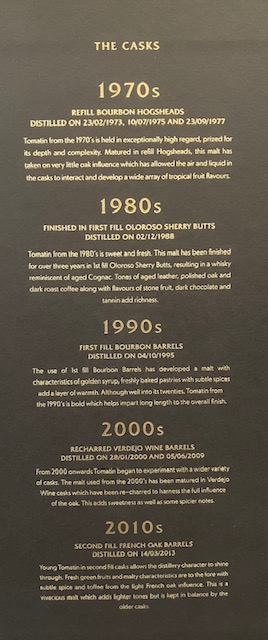 THE CASKS
1970s
REFILL BOURBON HOGSHEADS
DISTILLED ON 23/02/1973, 10/07/1975 AND 23/09/1977
Tomatin from the 1970's is held in exceptionally high regard, prized for
its depth and complexity. Matured in refill Hogsheads, this malt has
taken on very little oak influence which has allowed the air and liquid in
the casks to interact and develop a wide array of tropical fruit flavours.
1980s
FINISHED IN FIRST FILL OLOROSO SHERRY BUTTS
DISTILLED ON 02/12/1988
Tomatin from the 1980's is sweet and fresh. This malt has been finished
for over three years in 1st fill Oloroso Sherry Butts, resulting in a whisky
reminiscent of aged Cognac. Tones of aged leather, polished oak and
dark roast coffee along with flavours of stone fruit, dark chocolate and
tannin add richness.
1990s
FIRST FILL BOURBON BARRELS
DISTILLED ON 04/10/1995
The use of 1st fill Bourbon Barrels has developed a malt with
characteristics of golden syrup, freshly baked pastries with subtle spices
add a layer of warmth. Although well into its twenties, Tomatin from
the 1990's is bold which helps impart long length to the overall finish.
2000s
RECHARRED VERDEJO WINE BARRELS
DISTILLED ON 28/01/2000 AND 05/06/2009
From 2000 onwards Tomatin began to experiment with a wider variety
of casks. The malt used from the 2000's has been matured in Verdejo
Wine casks which have been re-charred to harness the full influence
of the oak. This adds sweetness as well as some spicier notes.
2010s
SECOND FILL FRENCH OAK BARRELS
DISTILLED ON 14/03/2013
Young Tomatin in second fill casks allows the distillery character to shine
through. Fresh green fruits and malty characteristics are to the fore with
subtle spice and toffee from the light French oak influence. This is a
vivacious malt which adds lighter tones but is kept in balance by the
older casks.